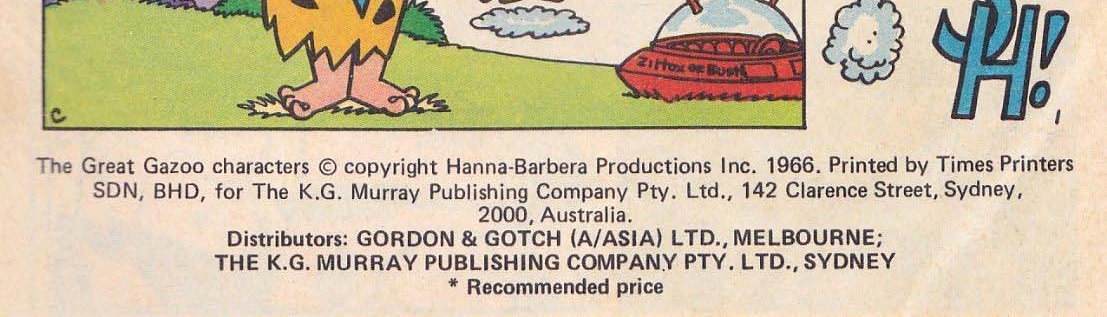 PH!
Zillox or Bust!
C
The Great Gazoo characters © copyright Hanna-Barbera Productions Inc. 1966. Printed by Times Printers
SDN, BHD, for The K.G. Murray Publishing Company Pty. Ltd., 142 Clarence Street, Sydney,
2000, Australia.
Distributors: GORDON & GOTCH (A/ASIA) LTD., MELBOURNE;
THE K.G. MURRAY PUBLISHING COMPANY PTY. LTD., SYDNEY
* Recommended price